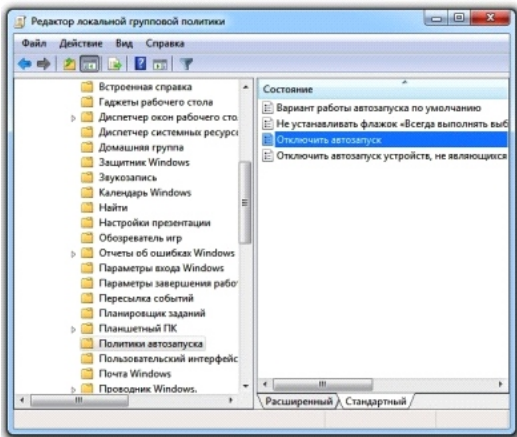 Редактор локальной групповой политики
Файл Действие Вид Справка
Встроенная справка
Гаджеты рабочего стола
Диспетчер окон рабочего сто
Диспетчер системных ресурс
Домашняя группа
Защитник Windows
Звукозапись
Календарь Windows
Найти
Настройки презентации
Обозреватель игр
Отчеты об ошибках Windows
Параметры входа Windows
Параметры завершения рабо
Пересылка событий
Планировщик заданий
Планшетный ПК
Политики автозапуска
Пользовательский интерфейс
Почта Windows
Проводник Windows.
Состояние
Вариант работы автозапуска по умолчанию
Не устанавливать флажок «Всегда выполнять выб
Отключить автозапуск
Отключить автозапуск устройств, не являющихся
Расширенный Стандартный